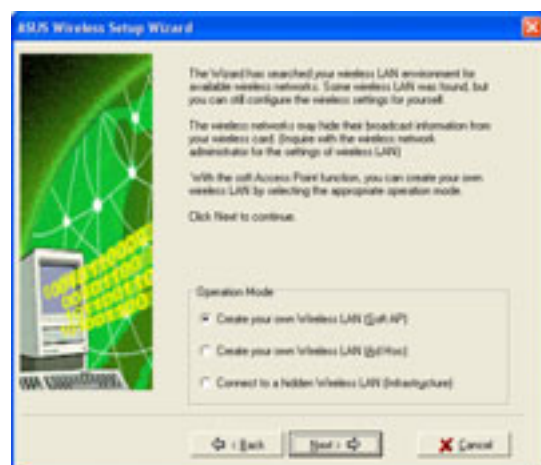 ASUS Wireless Setup Wizard
The Wizard has searched your wireless LAN environment for
available wireless networks. Some wireless LAN was found, but
you can still configure the wireless settings for yourself.
The wireless networks may hide their broadcast information from
your wireless card. (Inquire with the wireless network
administrator for the settings of wireless LAN)
With the soft Access Point function, you can create your own
wireless LAN by selecting the appropriate operation mode.
Click Next to continue.
Operation Mode
Create your own Wireless LAN (Soft AP)
Create your own Wireless LAN (Ad Hoc)
Connect to a hidden Wireless LAN (Infrastructure)
< Back
Next >
Cancel